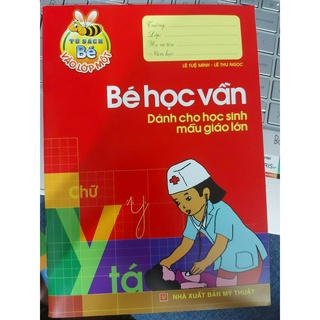 TỦ SÁCH
Bé
VÀO LỚP MỘT
Trường:
Lớp:
Họ và tên
Năm học:
LÊ TUỆ MINH - LÊ THU NGỌC
Bé học vần
Dành cho học sinh
mẫu giáo lớn
Chữ
y
y tá
NHÀ XUẤT BẢN MỸ THUẬT